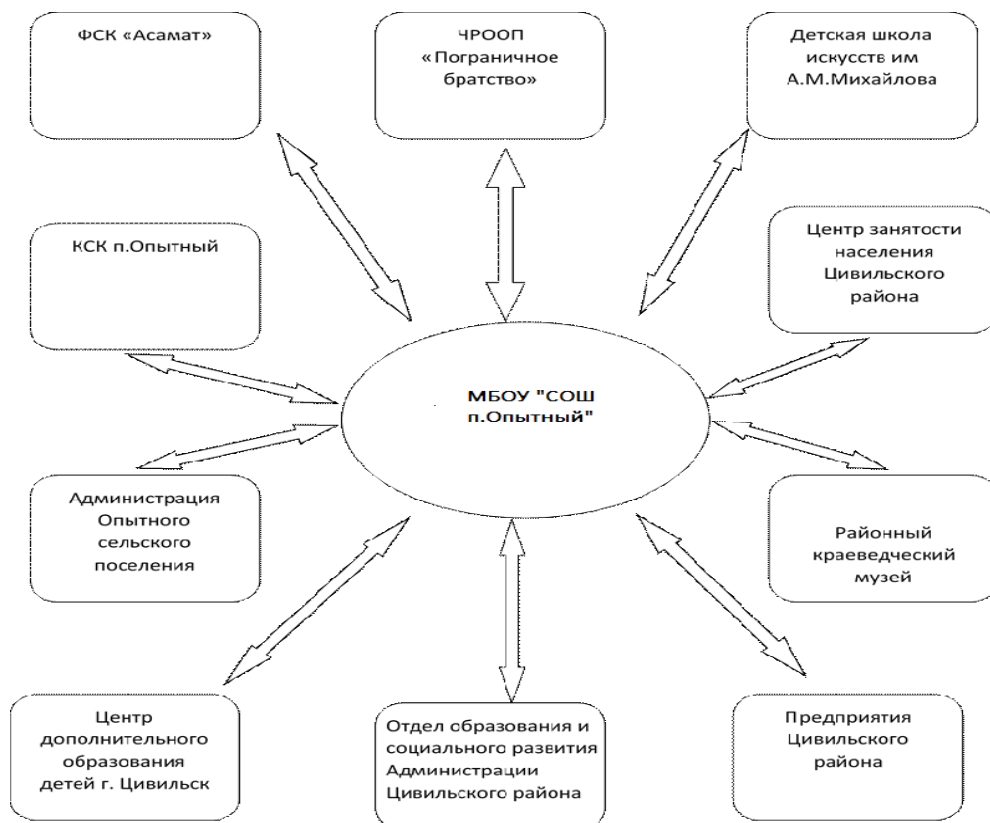 ФСК «Асамат»
ЧРООП
«Пограничное
братство»
Детская школа
искусств им
А.М.Михайлова
КСК п.Опытный
Центр занятости
населения
Цивильского
района
МБОУ "СОШ
п.Опытный"
Администрация
Опытного
сельского
поселения
Районный
краеведческий
музей
Центр
дополнительного
образования
детей г. Цивильск
Отдел образования и
социального развития
Администрации
Цивильского района
Предприятия
Цивильского
района